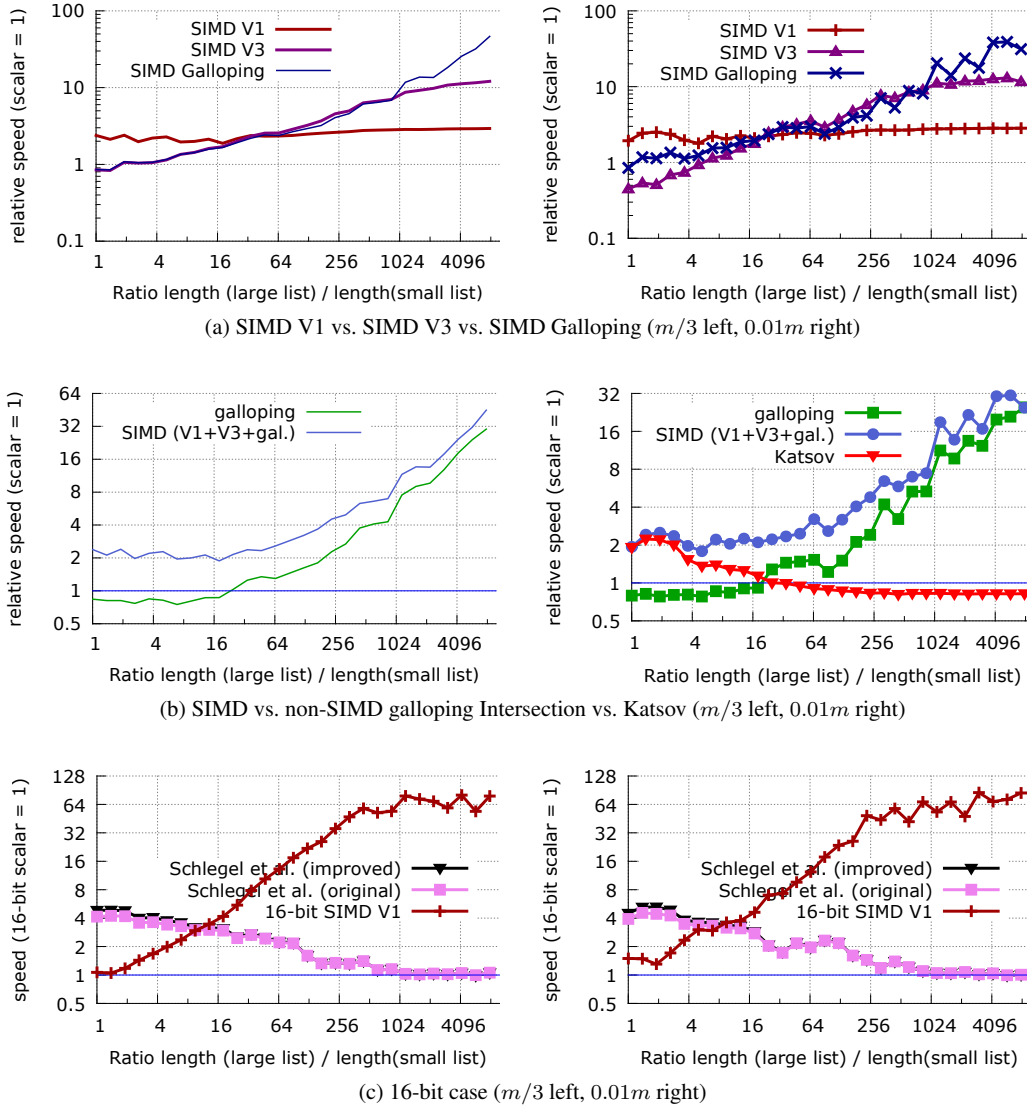 relative speed (scalar = 1)
100
10
1
0.1
SIMD V1
SIMD V3
SIMD Galloping
1 4 16 64 256 1024 4096
Ratio length (large list) / length(small list)
relative speed (scalar = 1)
100
10
1
0.1
SIMD V1
SIMD V3
SIMD Galloping
1 4 16 64 256 1024 4096
Ratio length (large list) / length(small list)
(a) SIMD V1 vs. SIMD V3 vs. SIMD Galloping (m/3 left, 0.01m right)
relative speed (scalar = 1)
64
32
16
8
4
2
1
0.5
galloping
SIMD (V1+V3+gal.)
1 4 16 64 256 1024 4096
Ratio length (large list) / length(small list)
relative speed (scalar = 1)
32
16
8
4
2
1
0.5
galloping
SIMD (V1+V3+gal.)
Katsov
1 4 16 64 256 1024 4096
Ratio length (large list) / length(small list)
(b) SIMD vs. non-SIMD galloping Intersection vs. Katsov (m/3 left, 0.01m right)
speed (16-bit scalar = 1)
128
64
32
16
8
4
2
1
0.5
Schlegel et al. (improved)
Schlegel et al. (original)
16-bit SIMD V1
1 4 16 64 256 1024 4096
Ratio length (large list) / length(small list)
speed (16-bit scalar = 1)
128
64
32
16
8
4
2
1
0.5
Schlegel et al. (improved)
Schlegel et al. (original)
16-bit SIMD V1
1 4 16 64 256 1024 4096
Ratio length (large list) / length(small list)
(c) 16-bit case (m/3 left, 0.01m right)